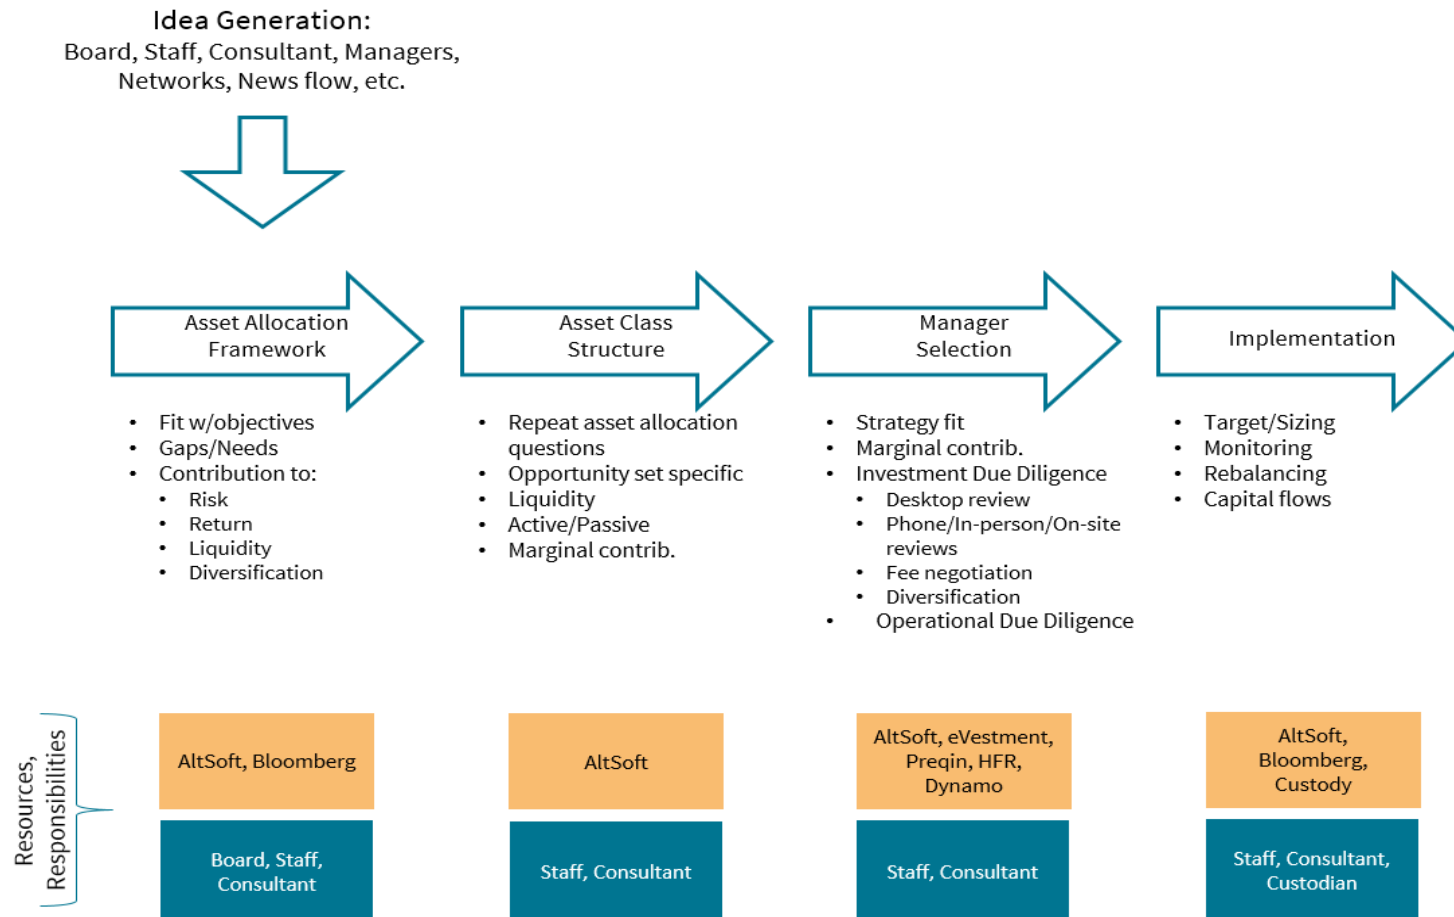 Idea Generation:
Board, Staff, Consultant, Managers,
Networks, News flow, etc.
Asset Allocation
Framework
Asset Class
Structure
Manager
Selection
Implementation
• Fit w/objectives
• Gaps/Needs
• Contribution to:
• Risk
• Return
• Liquidity
• Diversification
• Repeat asset allocation
questions
• Opportunity set specific
• Liquidity
• Active/Passive
• Marginal contrib.
• Strategy fit
• Marginal contrib.
• Investment Due Diligence
• Desktop review
• Phone/In-person/On-site
reviews
• Fee negotiation
• Diversification
• Operational Due Diligence
• Target/Sizing
• Monitoring
• Rebalancing
• Capital flows
Resources,
Responsibilities
AltSoft, Bloomberg
AltSoft
AltSoft, eVestment,
Preqin, HFR,
Dynamo
AltSoft,
Bloomberg,
Custody
Board, Staff,
Consultant
Staff, Consultant
Staff, Consultant
Staff, Consultant,
Custodian